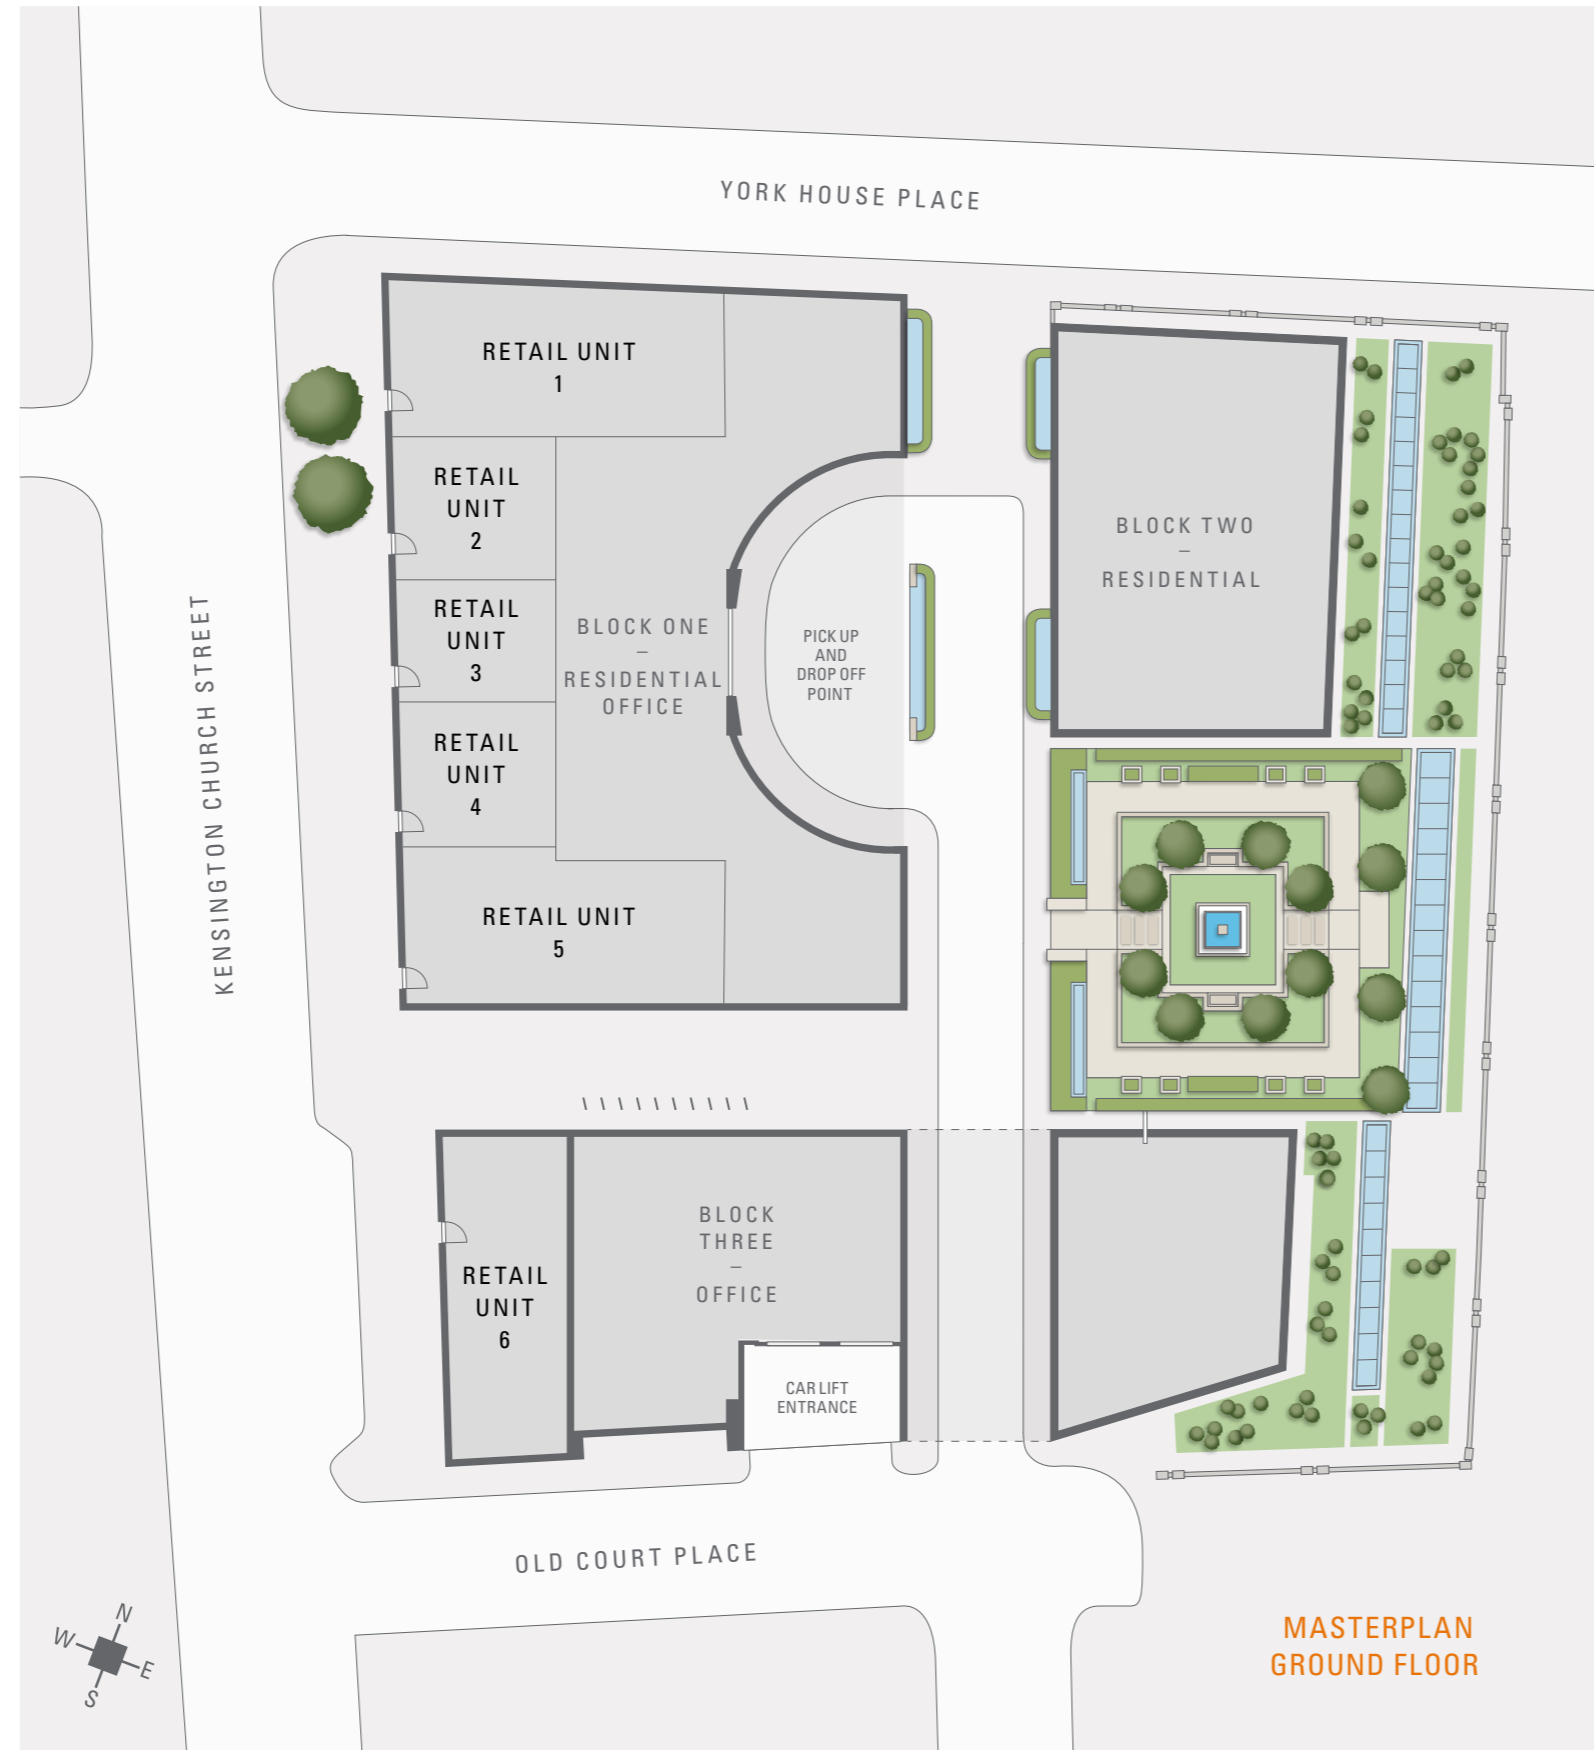 YORK HOUSE PLACE
RETAIL UNIT
1
RETAIL
UNIT
2
RETAIL
UNIT
3
RETAIL
UNIT
4
RETAIL UNIT
5
BLOCK ONE
–
RESIDENTIAL
OFFICE
PICK UP
AND
DROP OFF
POINT
BLOCK TWO
–
RESIDENTIAL
KENSINGTON CHURCH STREET
RETAIL
UNIT
6
BLOCK
THREE
–
OFFICE
CAR LIFT
ENTRANCE
OLD COURT PLACE
N
W
E
S
MASTERPLAN
GROUND FLOOR